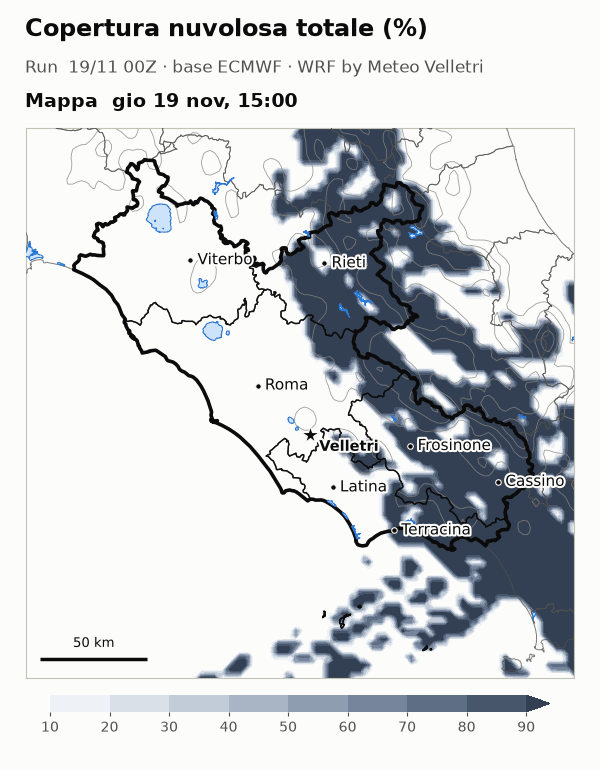 Copertura nuvolosa totale (%)
Run  19/11 00Z · base ECMWF · WRF by Meteo Velletri
Mappa  gio 19 nov, 15:00
Viterbo
Rieti
Roma
Velletri
Frosinone
Latina
Cassino
Terracina
50 km
10 20 30 40 50 60 70 80 90